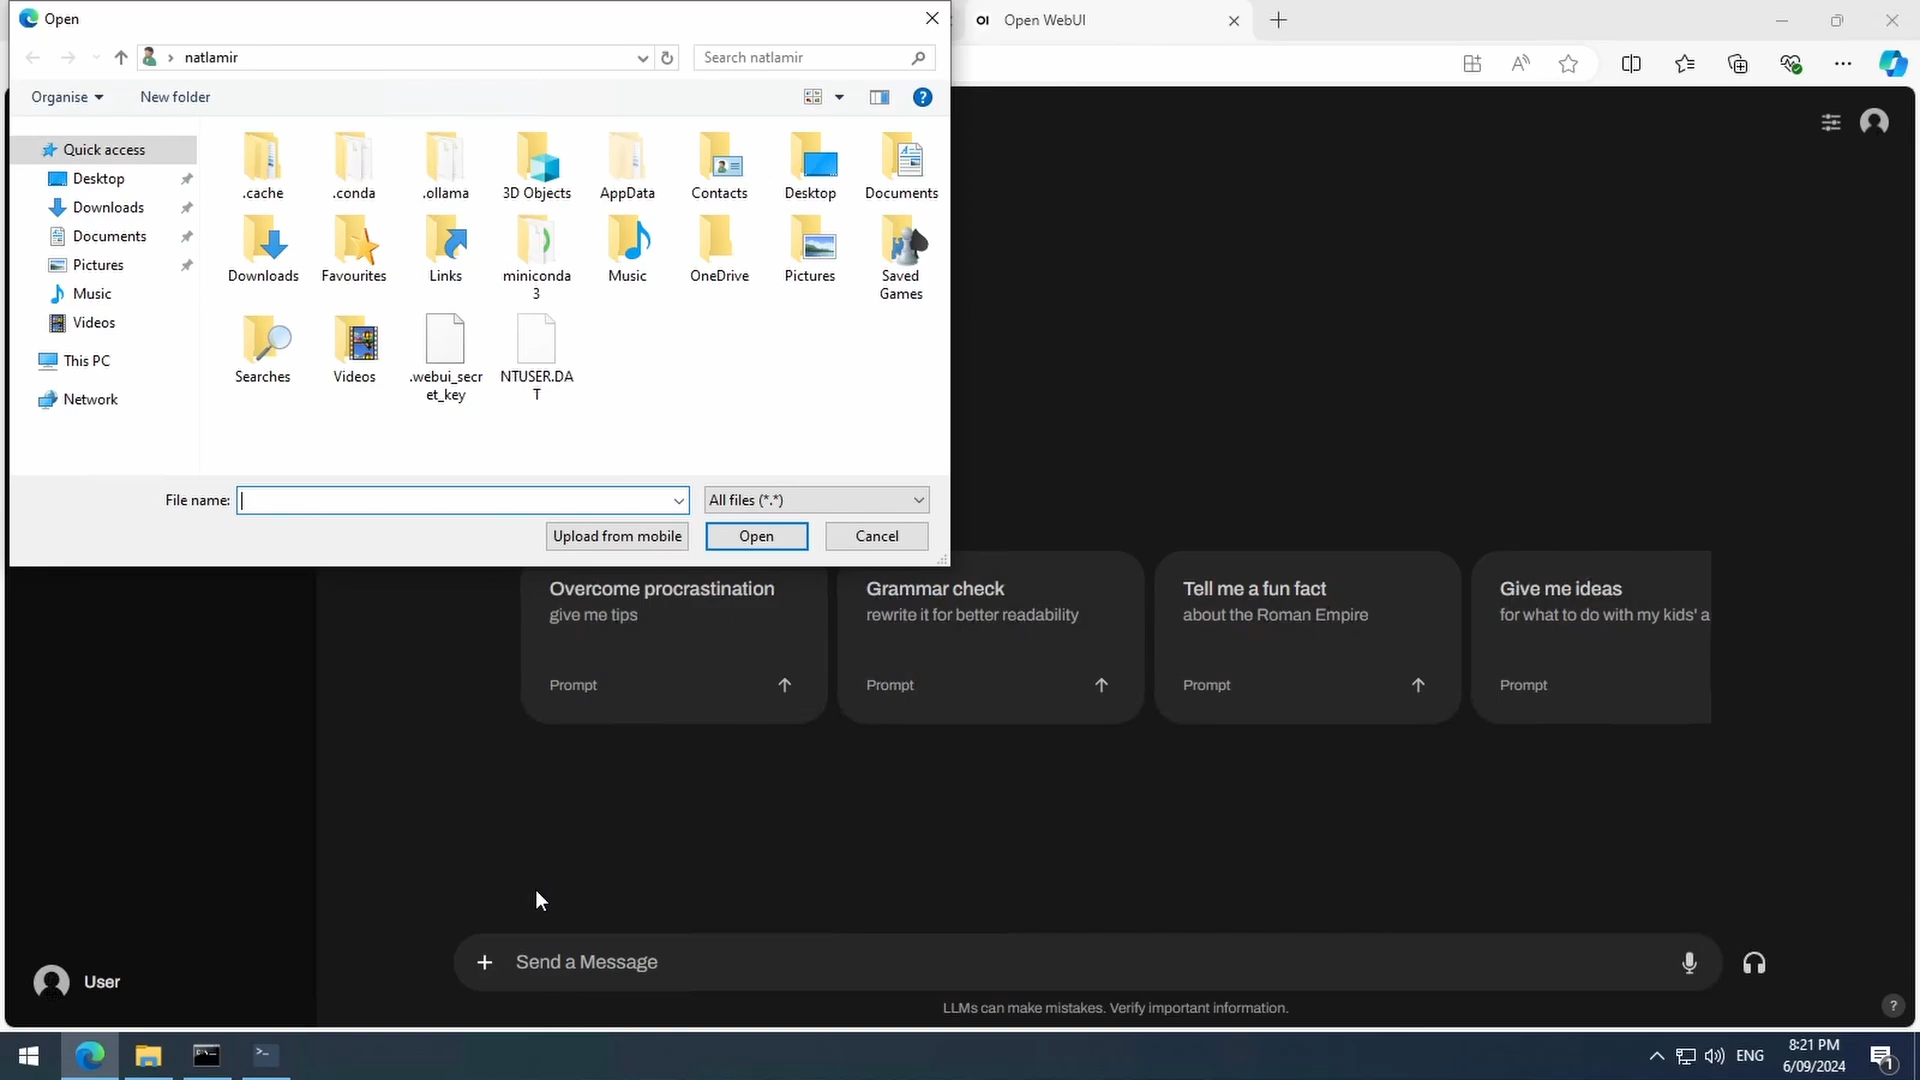 Open
OI Open WebUI
natlamir
Search natlamir
Organise
New folder
Quick access
Desktop
Downloads
Documents
Pictures
Music
Videos
This PC
Network
.cache
.conda
.ollama
3D Objects
AppData
Contacts
Desktop
Documents
Downloads
Favourites
Links
miniconda
3
Music
OneDrive
Pictures
Saved
Games
Searches
Videos
.webui_secr
et_key
NTUSER.DA
T
File name:
All files (*.*)
Upload from mobile
Open
Cancel
Overcome procrastination
give me tips
Prompt
Grammar check
rewrite it for better readability
Prompt
Tell me a fun fact
about the Roman Empire
Prompt
Give me ideas
for what to do with my kids' a
Prompt
Send a Message
User
LLMs can make mistakes. Verify important information.
?
ENG
8:21 PM
6/09/2024
1